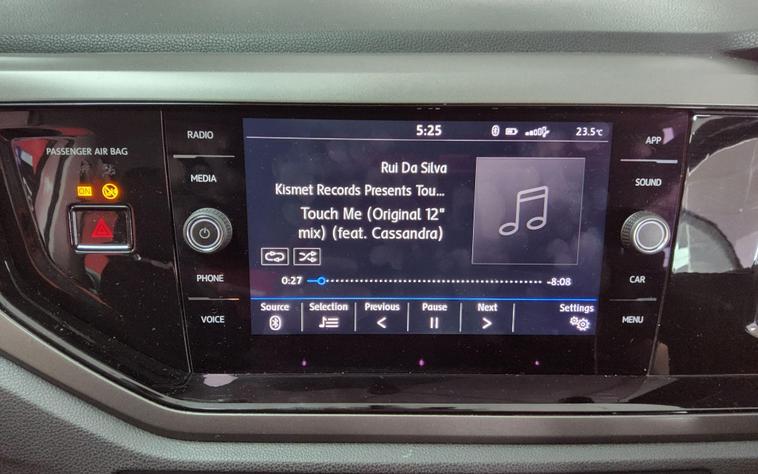 PASSENGER AIR BAG
ON
RADIO
MEDIA
PHONE
VOICE
5:25
23.5°C
Rui Da Silva
Kismet Records Presents Tou...
Touch Me (Original 12"
mix) (feat. Cassandra)
0:27
-8:08
Source
Selection
Previous
Pause
Next
Settings
APP
SOUND
CAR
MENU